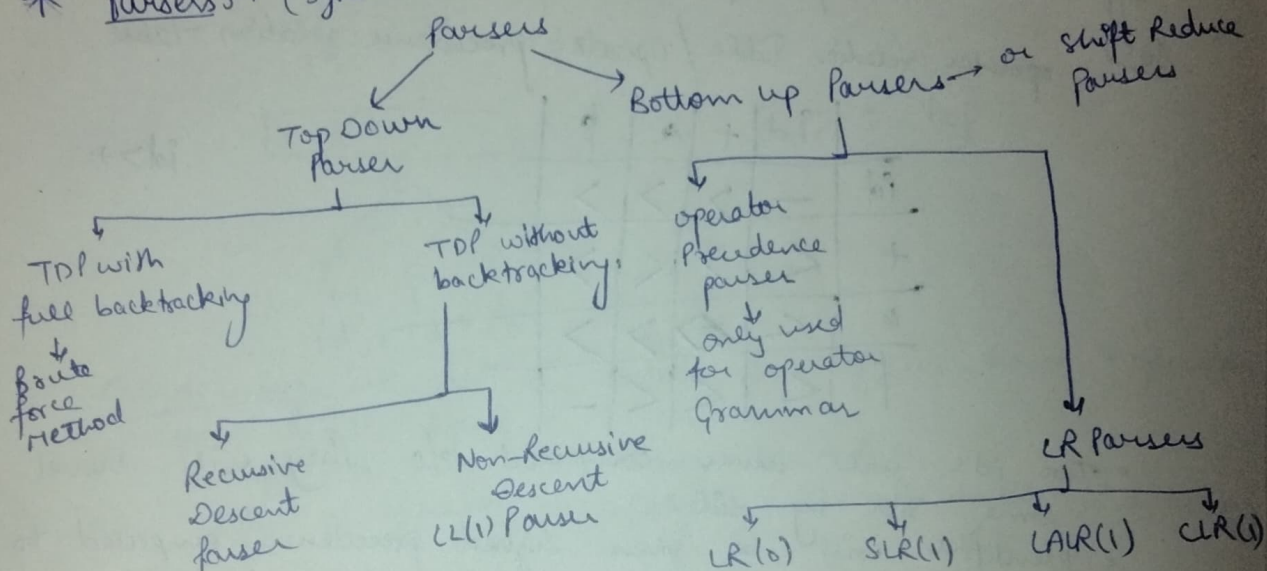 * Parsers :
Parsers
Bottom up Parsers → or Shift Reduce
Parsers
Top Down
Parser
TDP with
full backtracking
Brute
force
Method
TDP without
backtracking.
Recursive
Descent
Parser
Non-Recursive
Descent
LL(1) Parser
operator
Precedence
parser
only used
for operator
Grammar
LR Parsers
LR(0)
SLR(1)
LALR(1)
CLR(1)